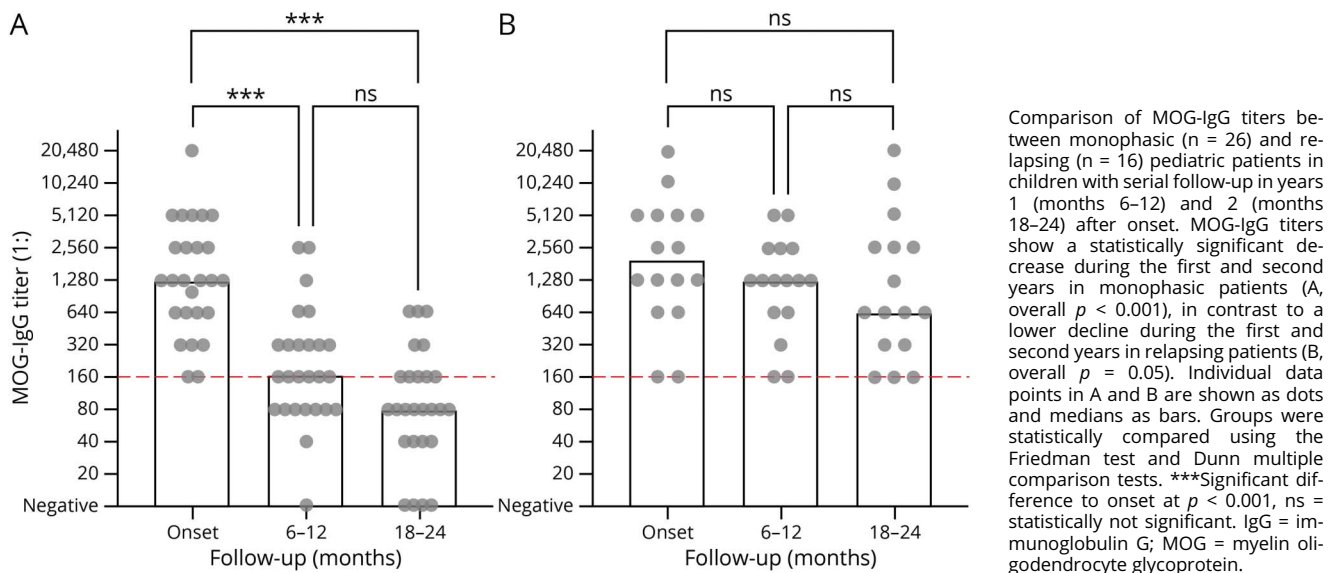 A
***
***
ns
MOG-IgG titer (1:)
20,480
10,240
5,120
2,560
1,280
640
320
160
80
40
20
Negative
Onset
6–12
18–24
Follow-up (months)
B
ns
ns
ns
20,480
10,240
5,120
2,560
1,280
640
320
160
80
40
20
Negative
Onset
6–12
18–24
Follow-up (months)
Comparison of MOG-IgG titers be-
tween monophasic (n = 26) and re-
lapsing (n = 16) pediatric patients in
children with serial follow-up in years
1 (months 6–12) and 2 (months
18–24) after onset. MOG-IgG titers
show a statistically significant de-
crease during the first and second
years in monophasic patients (A,
overall p < 0.001), in contrast to a
lower decline during the first and
second years in relapsing patients (B,
overall p = 0.05). Individual data
points in A and B are shown as dots
and medians as bars. Groups were
statistically compared using the
Friedman test and Dunn multiple
comparison tests. ***Significant dif-
ference to onset at p < 0.001, ns =
statistically not significant. IgG = im-
munoglobulin G; MOG = myelin oli-
godendrocyte glycoprotein.